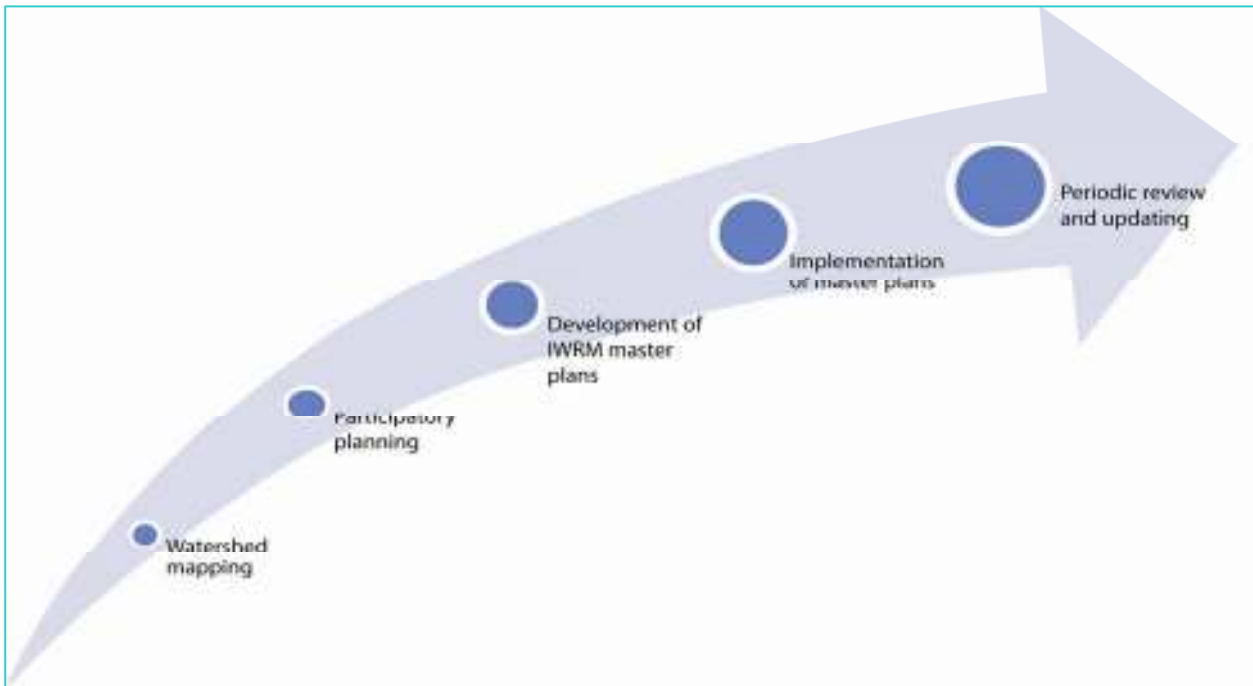 Periodic review
and updating
Implementation
of master plans
Development of
IWRM master
plans
Participatory
planning
Watershed
mapping